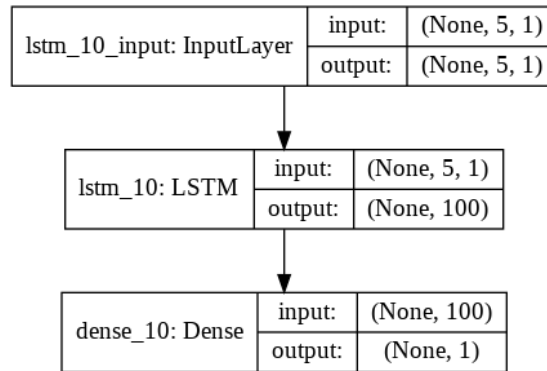 lstm_10_input: InputLayer
input: (None, 5, 1)
output: (None, 5, 1)
lstm_10: LSTM
input: (None, 5, 1)
output: (None, 100)
dense_10: Dense
input: (None, 100)
output: (None, 1)